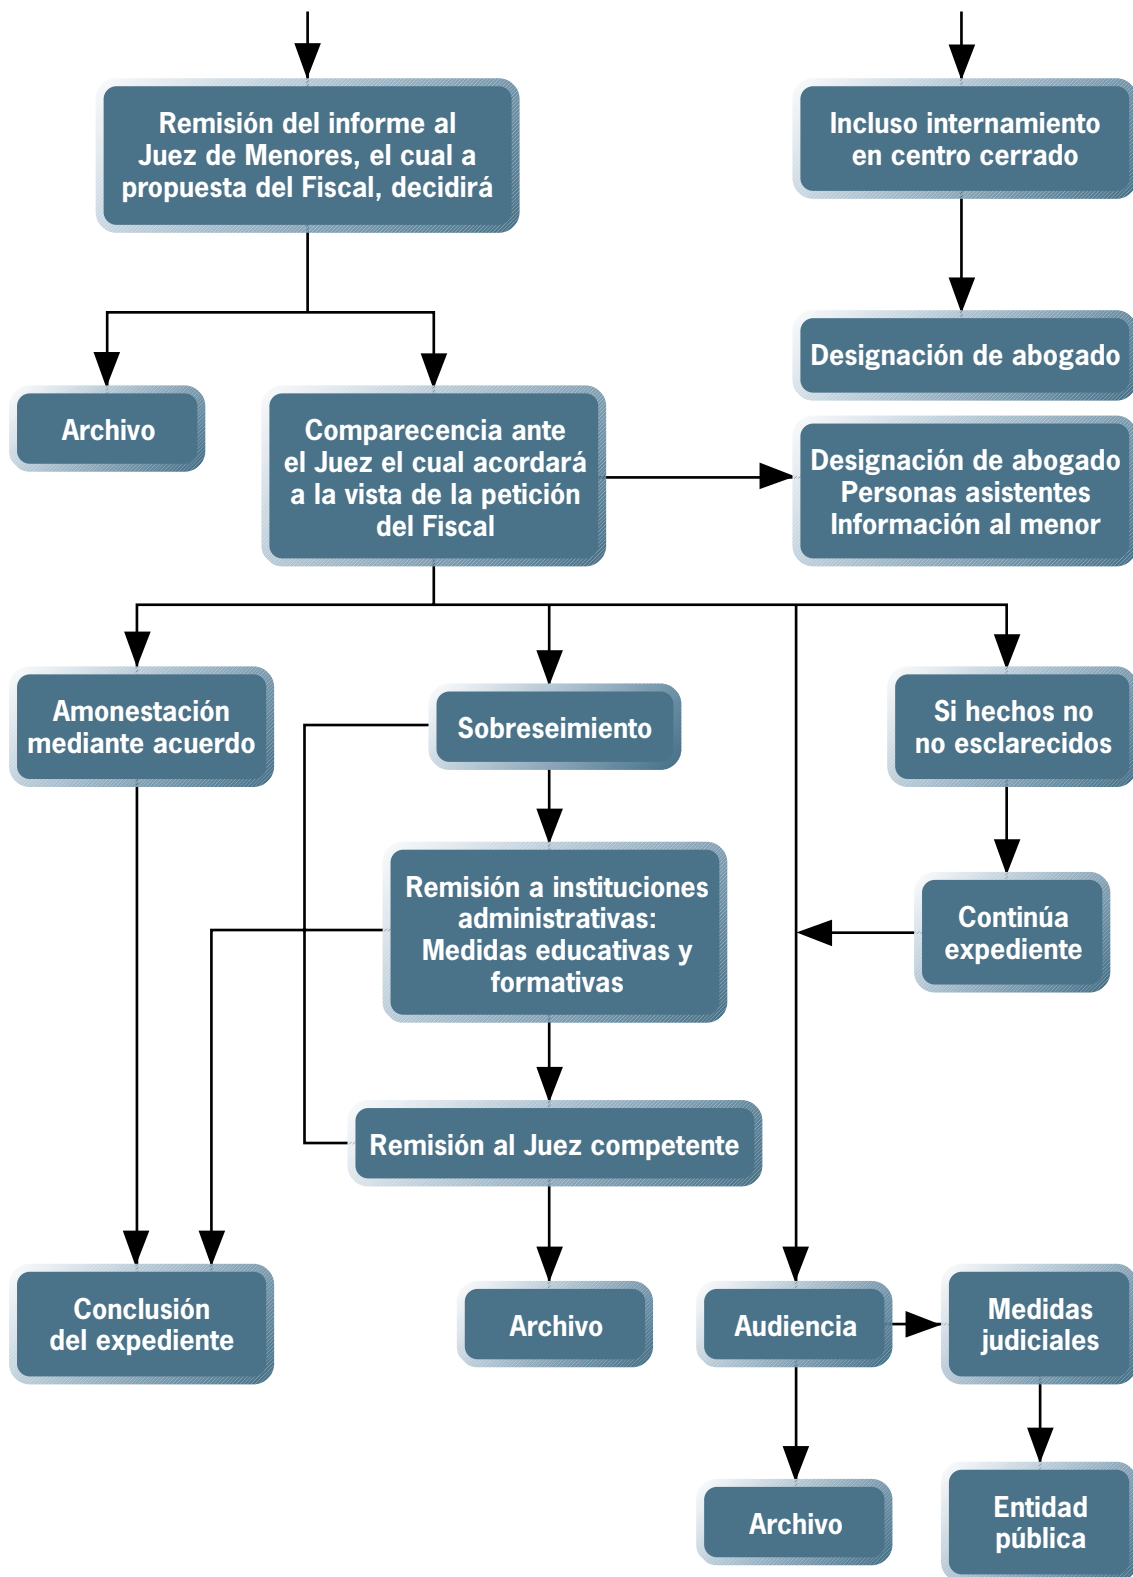 Remisión del informe al
Juez de Menores, el cual a
propuesta del Fiscal, decidirá
Incluso internamiento
en centro cerrado
Designación de abogado
Archivo
Comparecencia ante
el Juez el cual acordará
a la vista de la petición
del Fiscal
Designación de abogado
Personas asistentes
Información al menor
Amonestación
mediante acuerdo
Sobreseimiento
Si hechos no
no esclarecidos
Remisión a instituciones
administrativas:
Medidas educativas y
formativas
Continúa
expediente
Remisión al Juez competente
Conclusión
del expediente
Archivo
Audiencia
Medidas
judiciales
Archivo
Entidad
pública